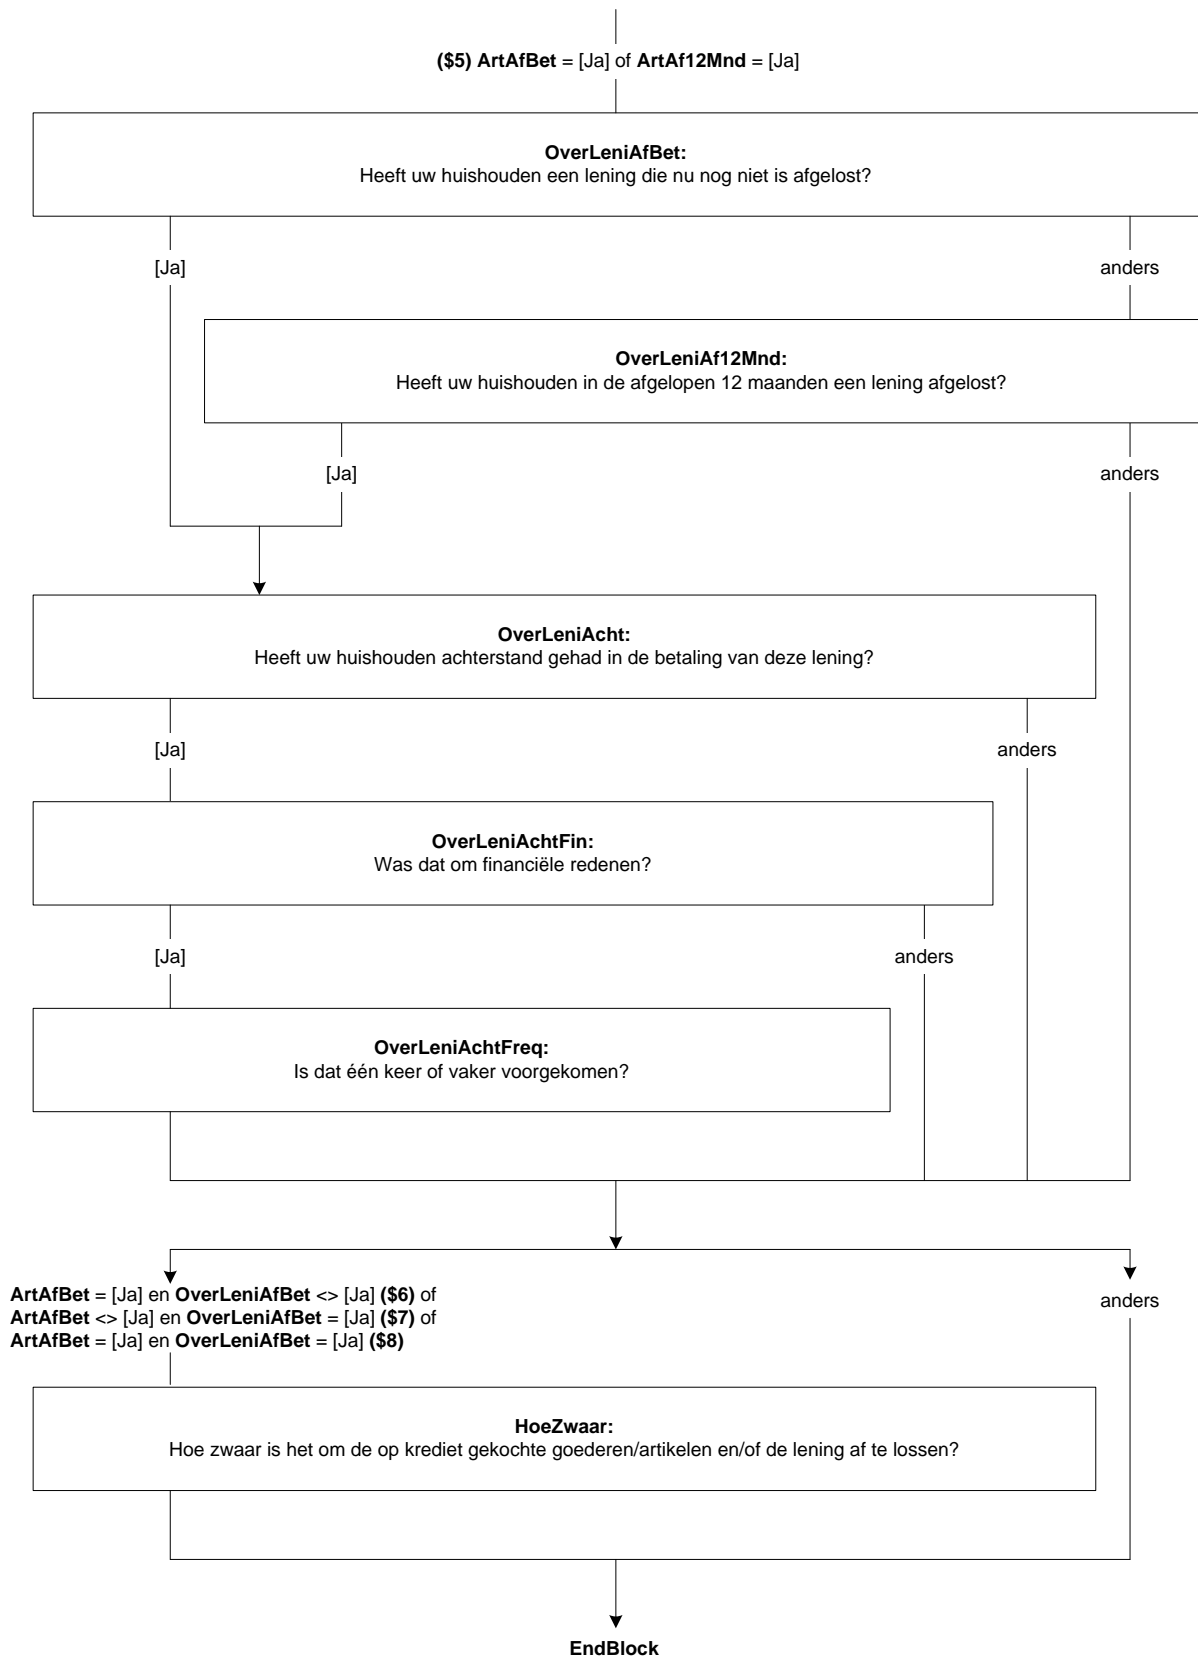 ($5) ArtAfBet = [Ja] of ArtAf12Mnd = [Ja]
OverLeniAfBet:
Heeft uw huishouden een lening die nu nog niet is afgelost?
[Ja]
anders
OverLeniAf12Mnd:
Heeft uw huishouden in de afgelopen 12 maanden een lening afgelost?
[Ja]
anders
OverLeniAcht:
Heeft uw huishouden achterstand gehad in de betaling van deze lening?
[Ja]
anders
OverLeniAchtFin:
Was dat om financiële redenen?
[Ja]
anders
OverLeniAchtFreq:
Is dat één keer of vaker voorgekomen?
ArtAfBet = [Ja] en OverLeniAfBet <> [Ja] ($6) of
ArtAfBet <> [Ja] en OverLeniAfBet = [Ja] ($7) of
ArtAfBet = [Ja] en OverLeniAfBet = [Ja] ($8)
anders
HoeZwaar:
Hoe zwaar is het om de op krediet gekochte goederen/artikelen en/of de lening af te lossen?
EndBlock